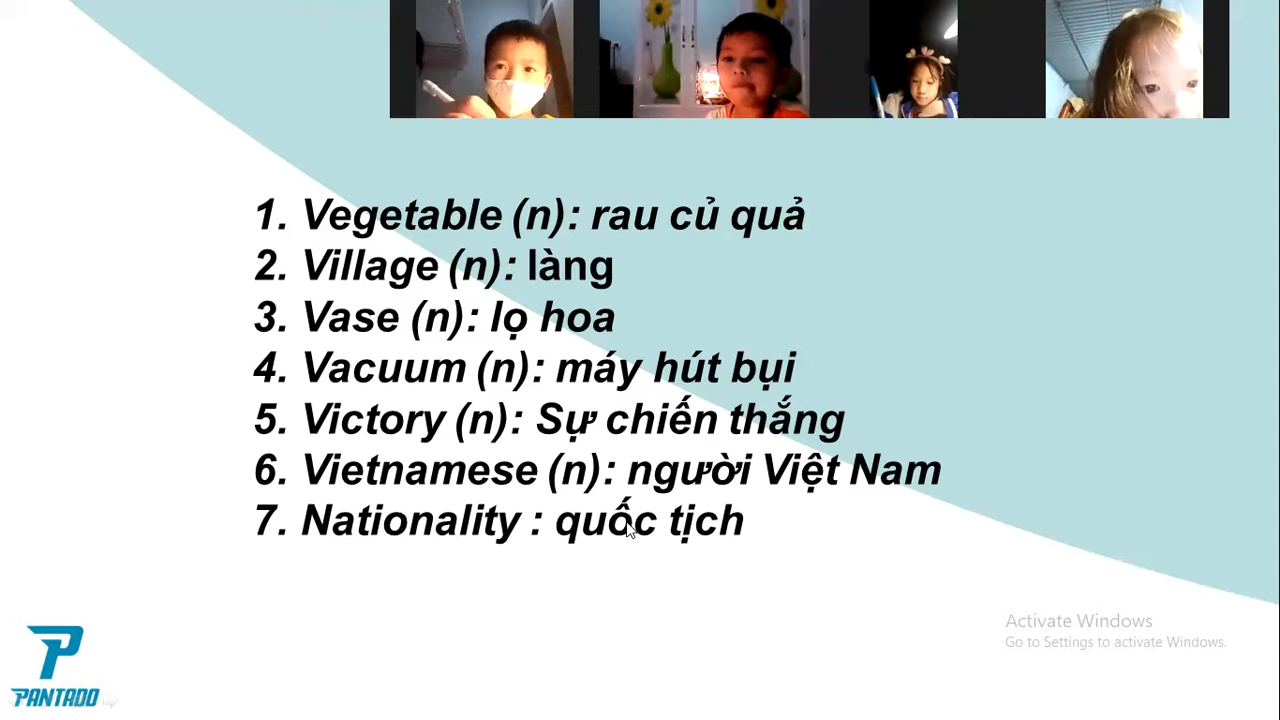 1. Vegetable (n): rau củ quả
2. Village (n): làng
3. Vase (n): lọ hoa
4. Vacuum (n): máy hút bụi
5. Victory (n): Sự chiến thắng
6. Vietnamese (n): người Việt Nam
7. Nationality : quốc tịch
Activate Windows
Go to Settings to activate Windows.
PANTADO